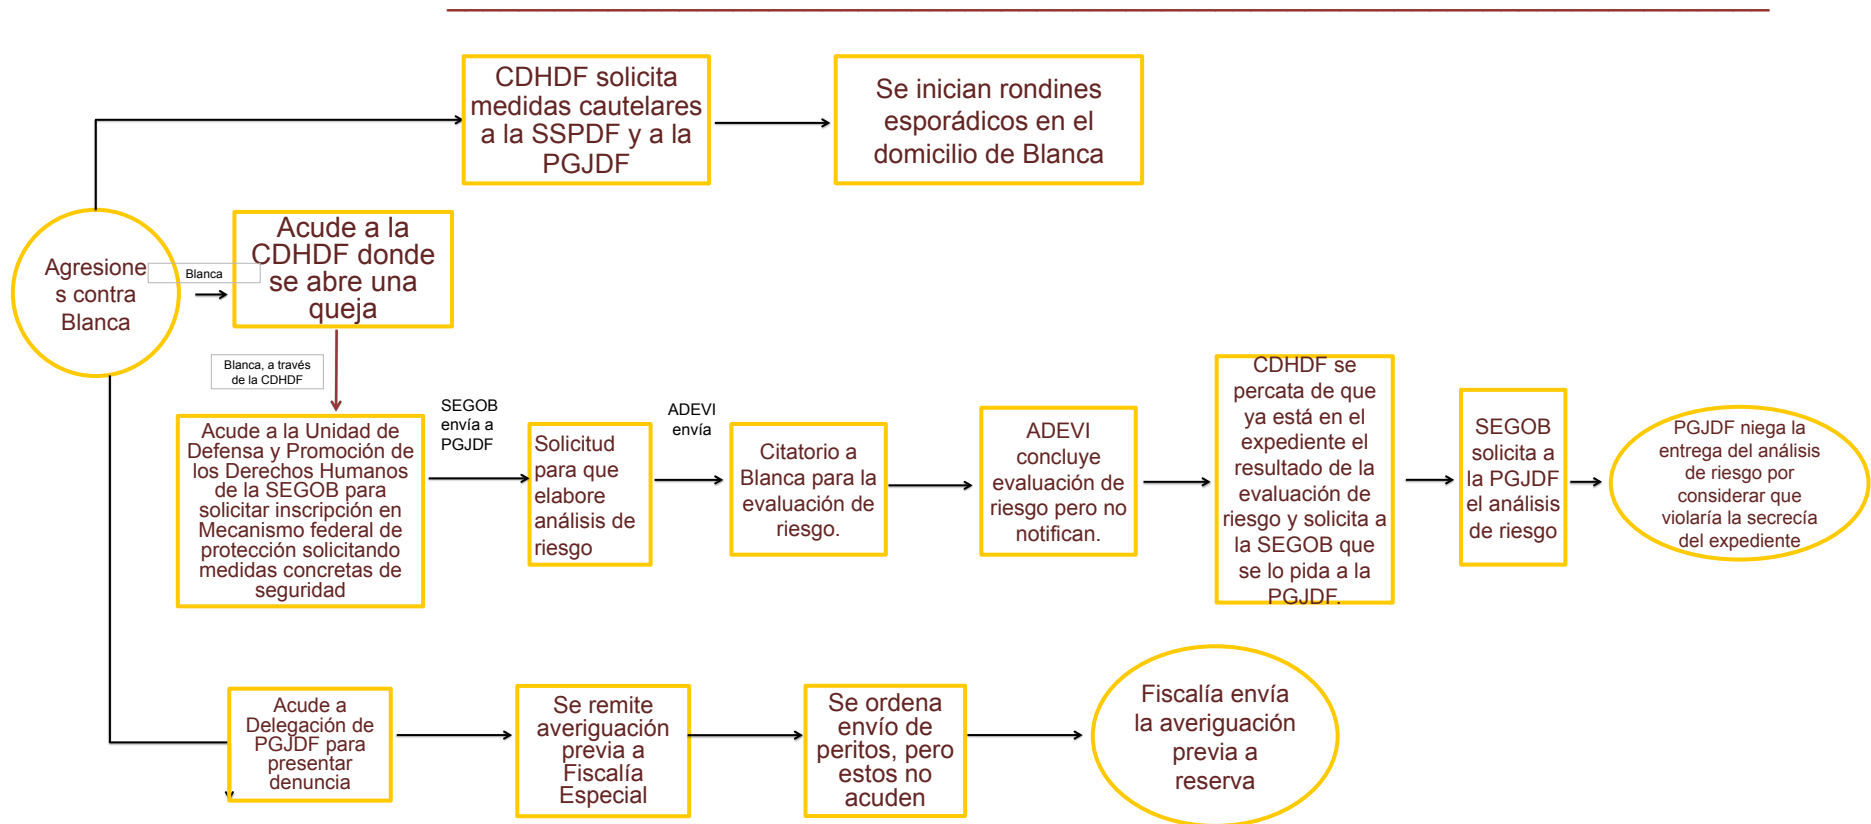 CDHDF solicita
medidas cautelares
a la SSPDF y a la
PGJDF
Se inician rondines
esporádicos en el
domicilio de Blanca
Agresione
s contra
Blanca
Blanca
Acude a la
CDHDF donde
se abre una
queja
Blanca, a través
de la CDHDF
Acude a la Unidad de
Defensa y Promoción de
los Derechos Humanos
de la SEGOB para
solicitar inscripción en
Mecanismo federal de
protección solicitando
medidas concretas de
seguridad
SEGOB
envía a
PGJDF
Solicitud
para que
elabore
análisis de
riesgo
ADEVI
envía
Citatorio a
Blanca para la
evaluación de
riesgo.
ADEVI
concluye
evaluación de
riesgo pero no
notifican.
CDHDF se
percata de que
ya está en el
expediente el
resultado de la
evaluación de
riesgo y solicita a
la SEGOB que
se lo pida a la
PGJDF.
SEGOB
solicita a
la PGJDF
el análisis
de riesgo
PGJDF niega la
entrega del análisis
de riesgo por
considerar que
violaría la secrecía
del expediente
Acude a
Delegación de
PGJDF para
presentar
denuncia
Se remite
averiguación
previa a
Fiscalía
Especial
Se ordena
envío de
peritos, pero
estos no
acuden
Fiscalía envía
la averiguación
previa a
reserva